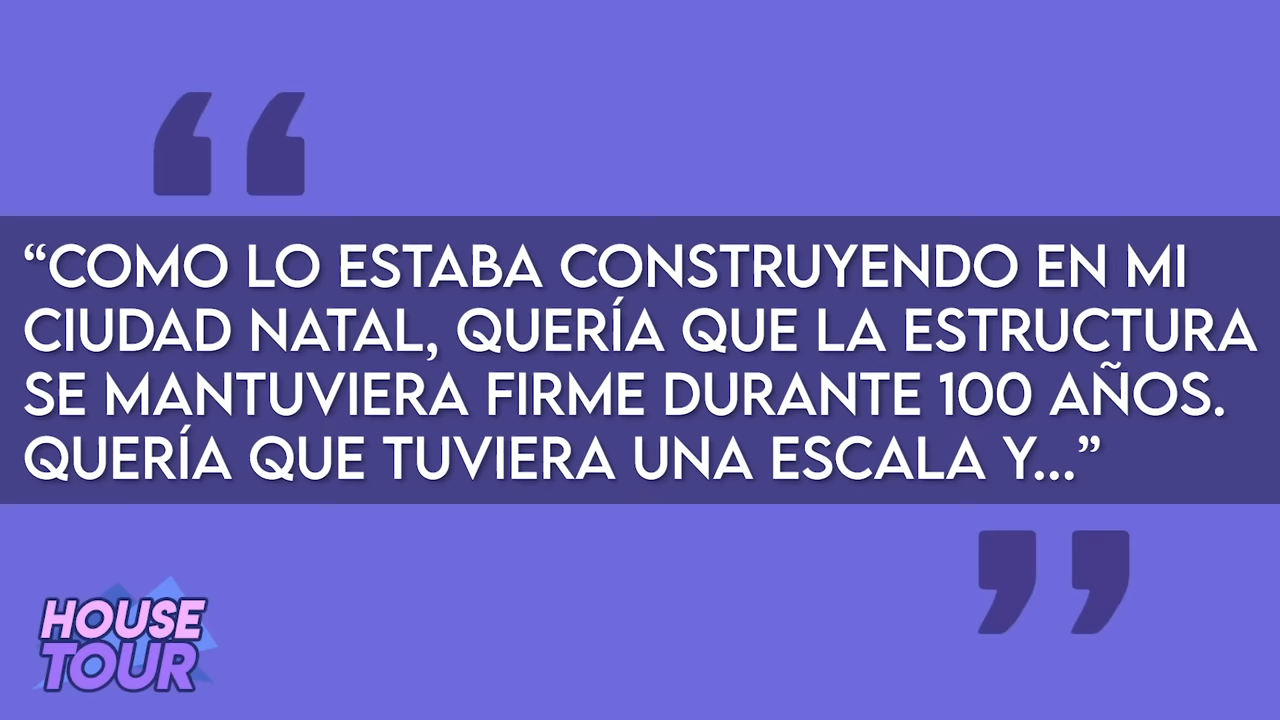 “COMO LO ESTABA CONSTRUYENDO EN MI
CIUDAD NATAL, QUERÍA QUE LA ESTRUCTURA
SE MANTUVIERA FIRME DURANTE 100 AÑOS.
QUERÍA QUE TUVIERA UNA ESCALA Y...”
HOUSE
TOUR